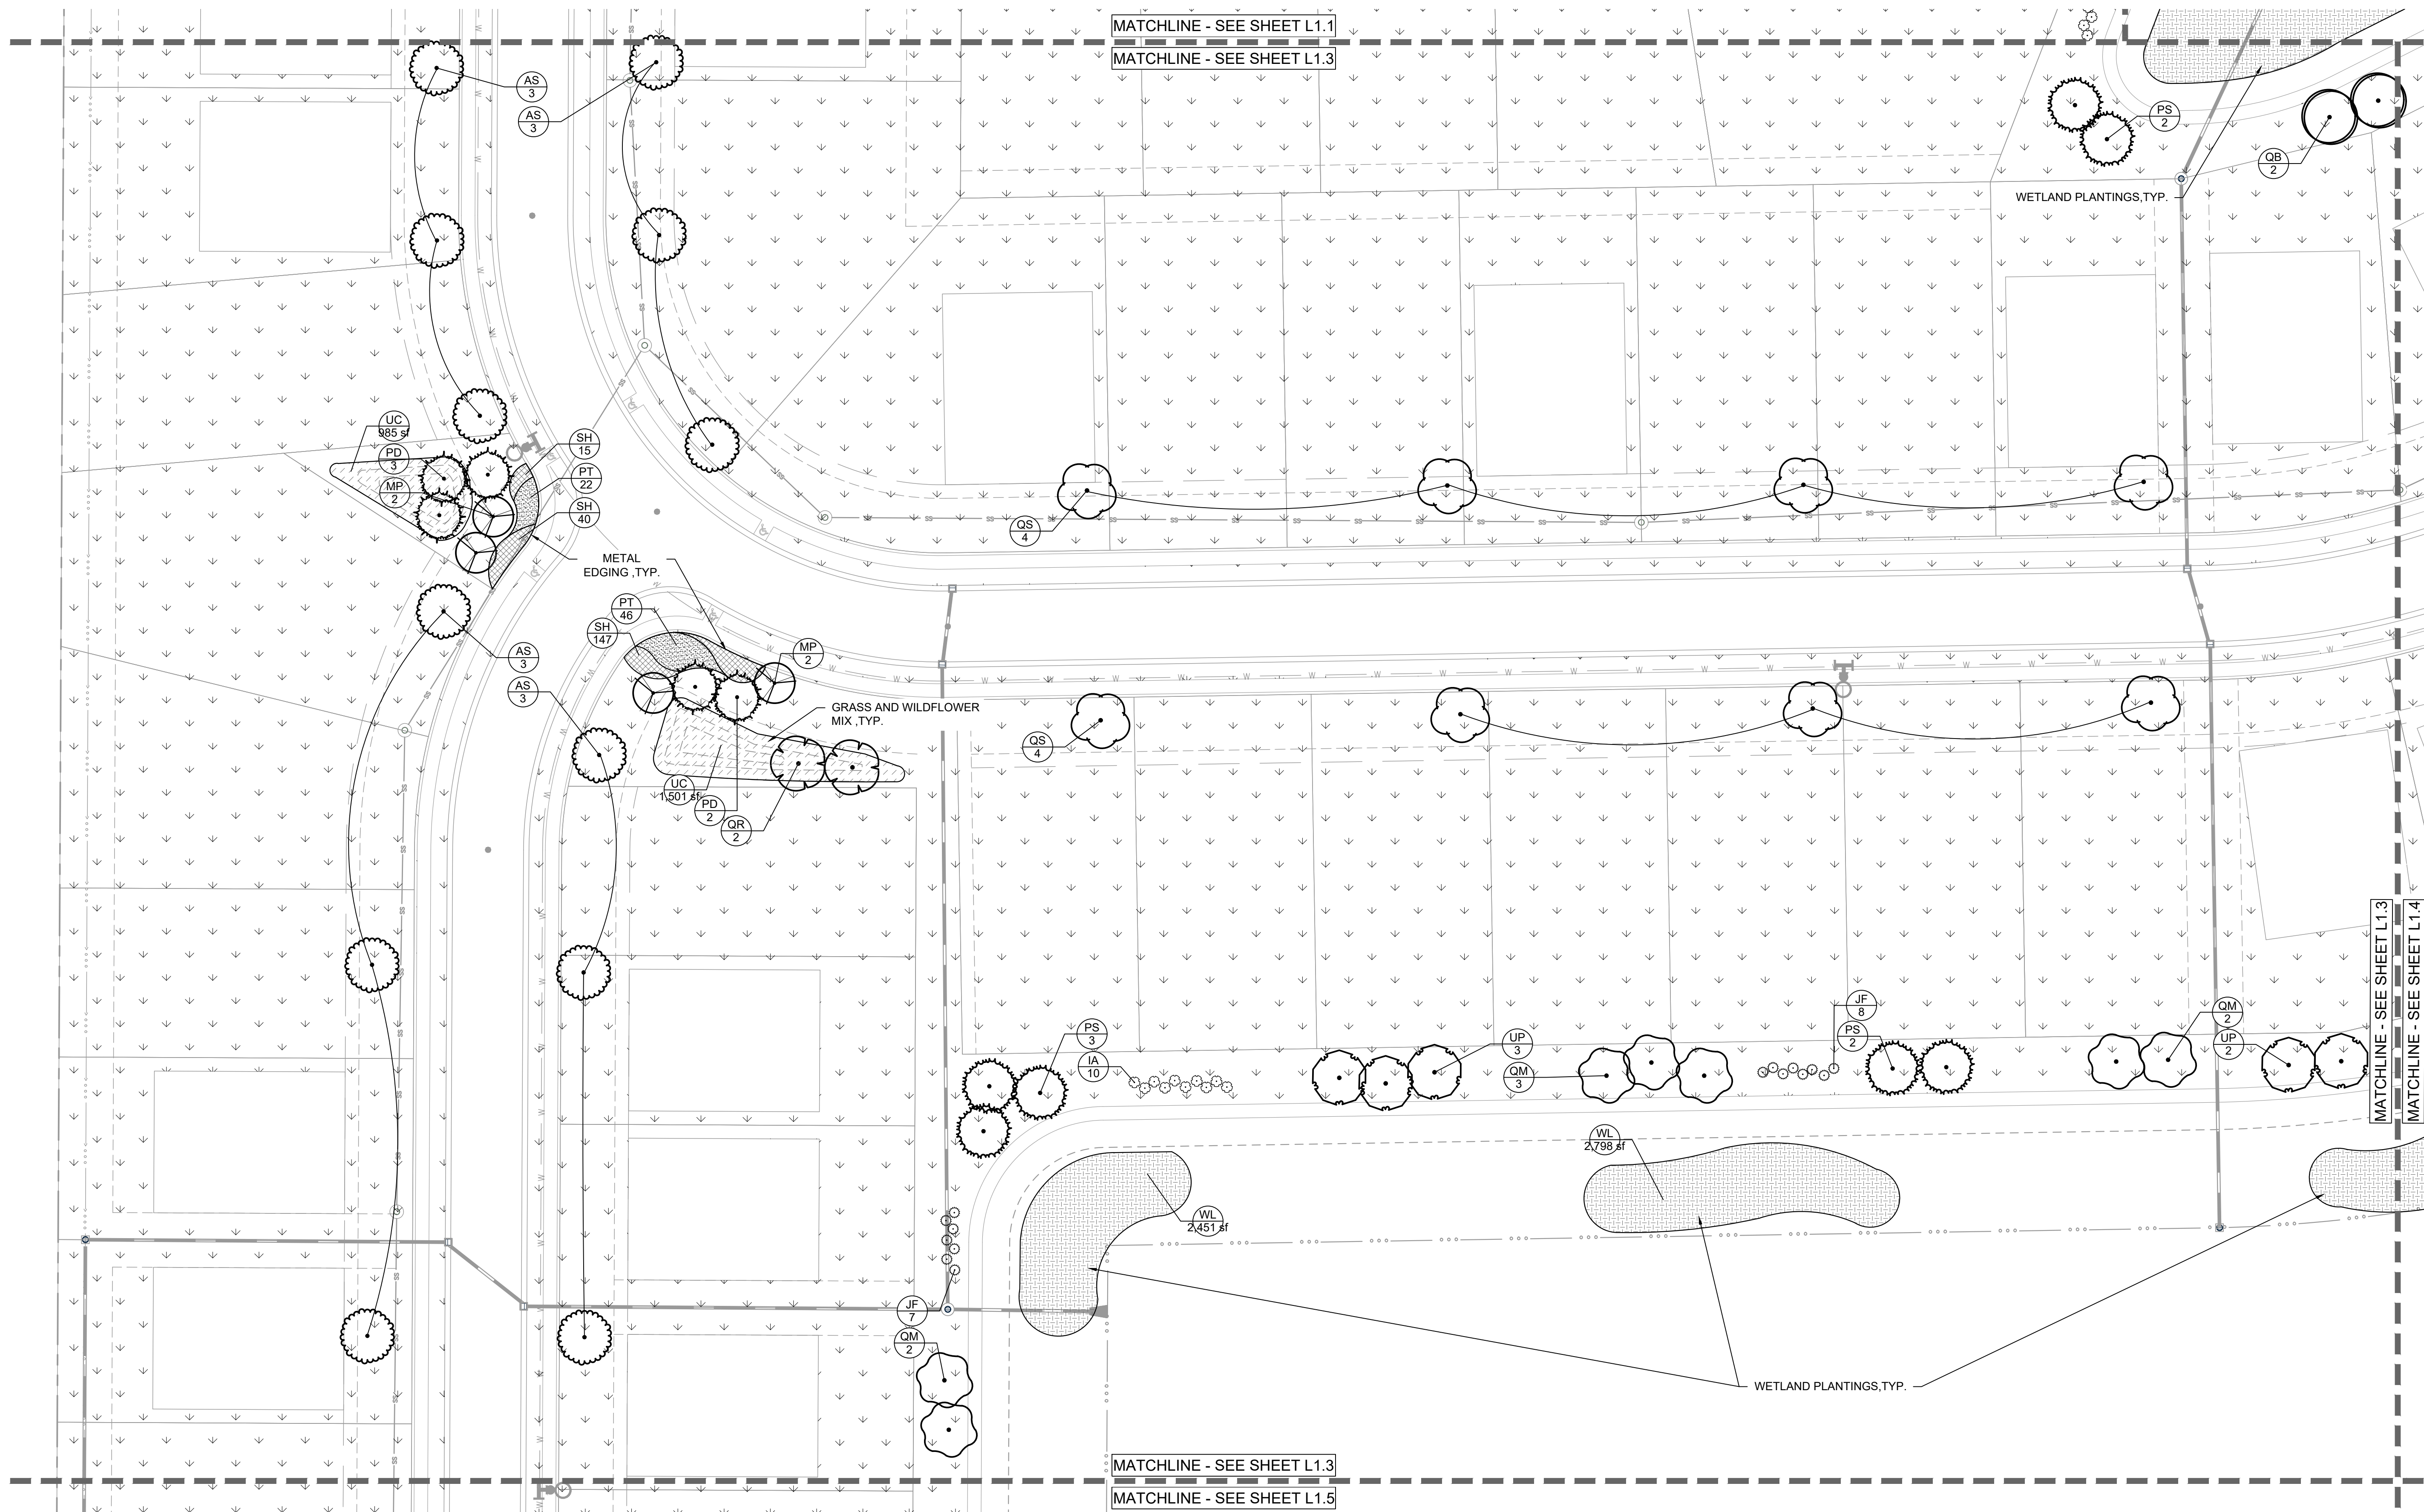 MATCHLINE - SEE SHEET L1.1
MATCHLINE - SEE SHEET L1.3
AS
3
AS
3
PS
2
QB
2
WETLAND PLANTINGS,TYP.
UC
985 sf
PD
3
MP
2
SH
15
PT
22
SH
40
QS
4
METAL
EDGING ,TYP.
PT
46
SH
147
MP
2
AS
3
AS
3
GRASS AND WILDFLOWER
MIX ,TYP.
QS
4
UC
1,501 sf
PD
2
QR
2
MATCHLINE - SEE SHEET L1.3
MATCHLINE - SEE SHEET L1.4
PS
3
IA
10
UP
3
QM
3
JF
8
PS
2
QM
2
UP
2
WL
2,798 sf
WL
2,451 sf
JF
7
QM
2
WETLAND PLANTINGS,TYP.
MATCHLINE - SEE SHEET L1.3
MATCHLINE - SEE SHEET L1.5